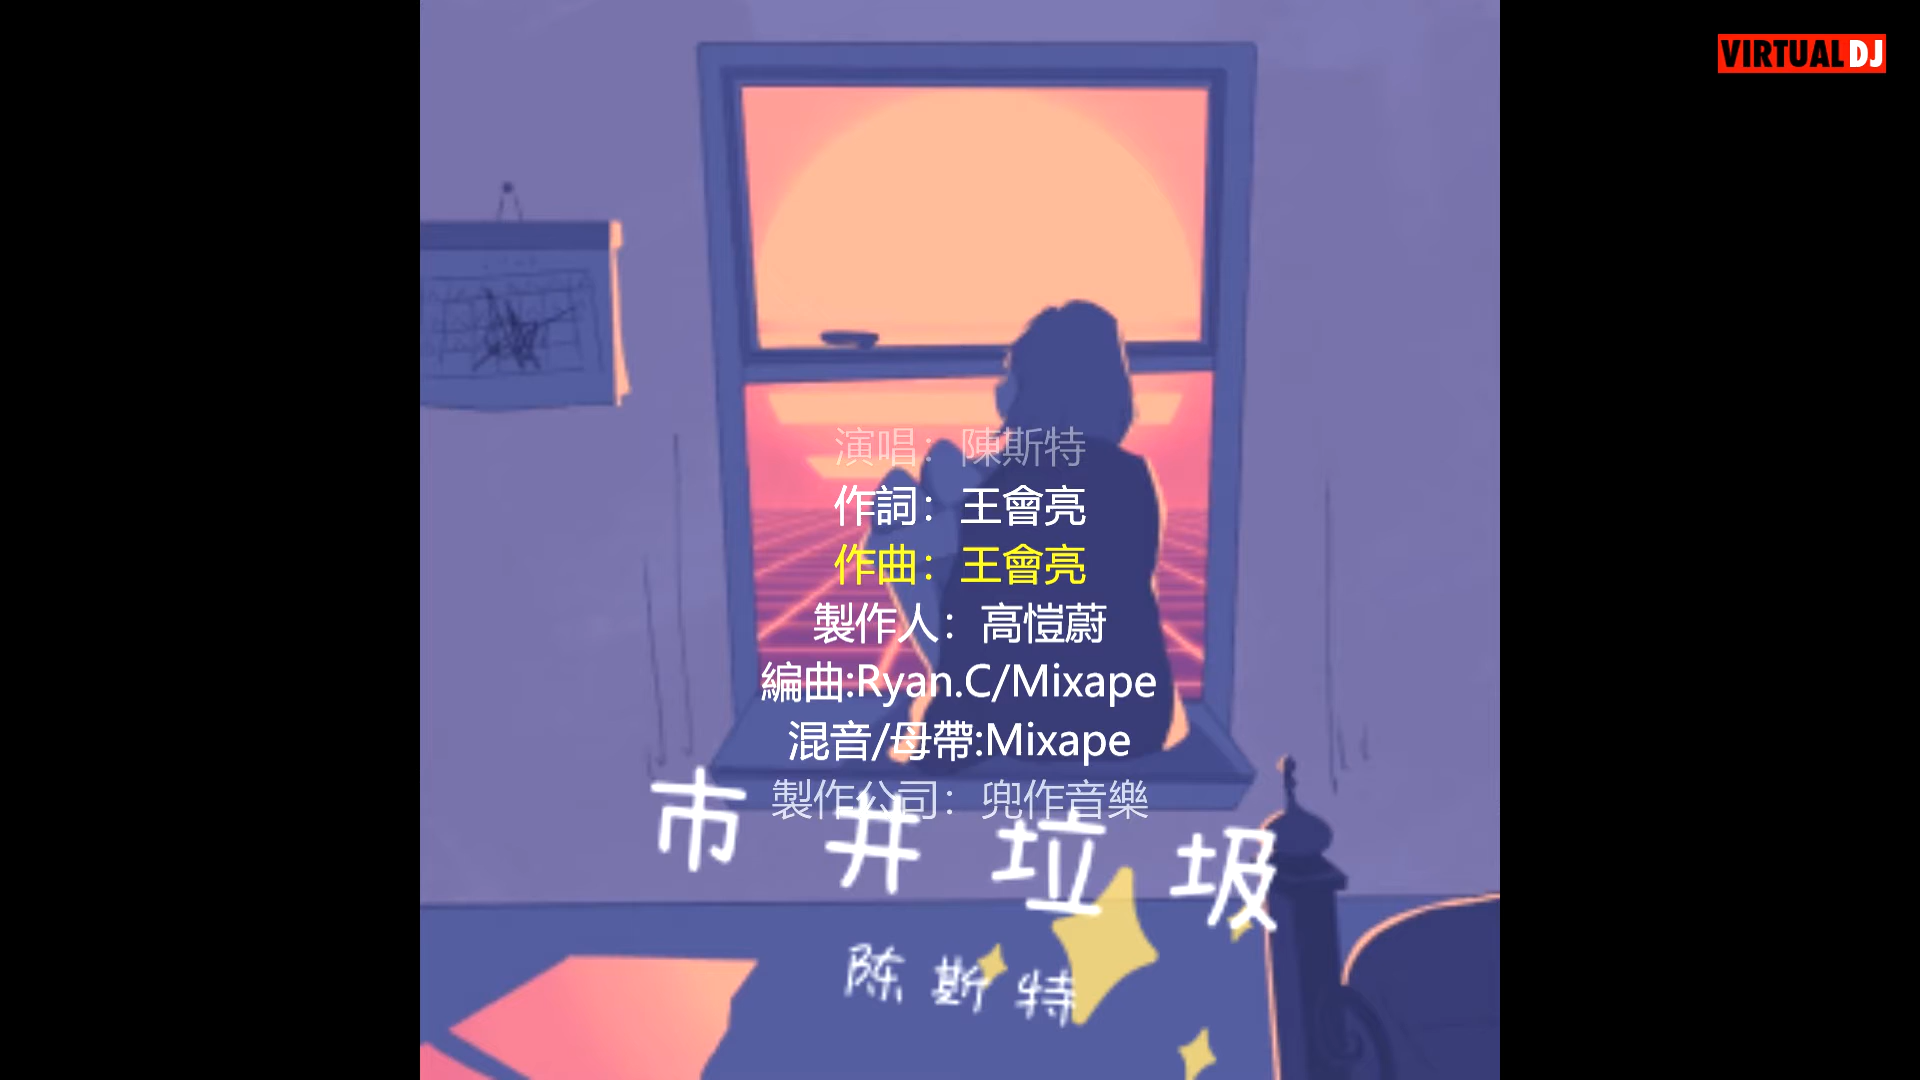 VIRTUAL DJ
演唱：陳斯特
作詞：王會亮
作曲：王會亮
製作人：高愷蔚
編曲:Ryan.C/Mixape
混音/母帶:Mixape
製作公司：兜作音樂
市井垃圾
陈斯特